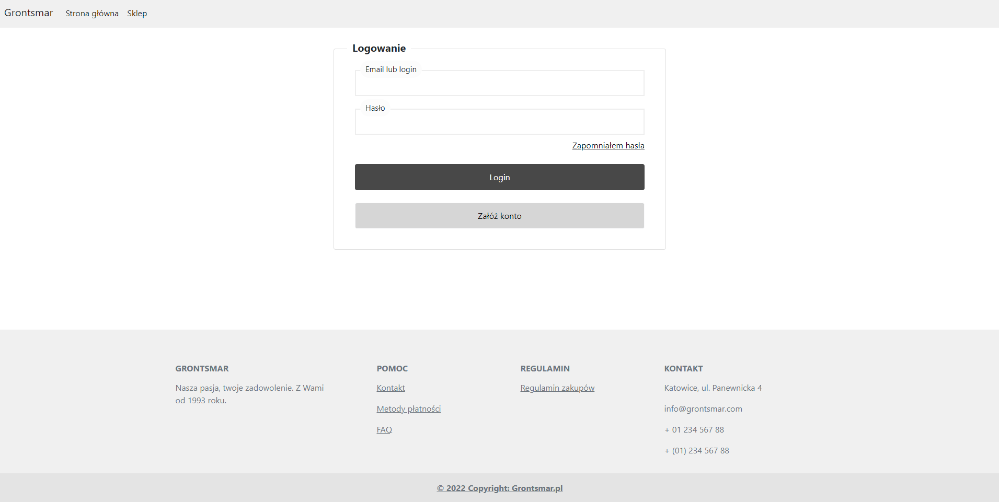 Grontsmar Strona główna Sklep
Logowanie
Email lub login
Hasło
Zapomniałem hasła
Login
Załóż konto
GRONTSMAR
Nasza pasja, twoje zadowolenie. Z Wami
od 1993 roku.
POMOC
Kontakt
Metody płatności
FAQ
REGULAMIN
Regulamin zakupów
KONTAKT
Katowice, ul. Panewnicka 4
info@grontsmar.com
+ 01 234 567 88
+ (01) 234 567 88
© 2022 Copyright: Grontsmar.pl